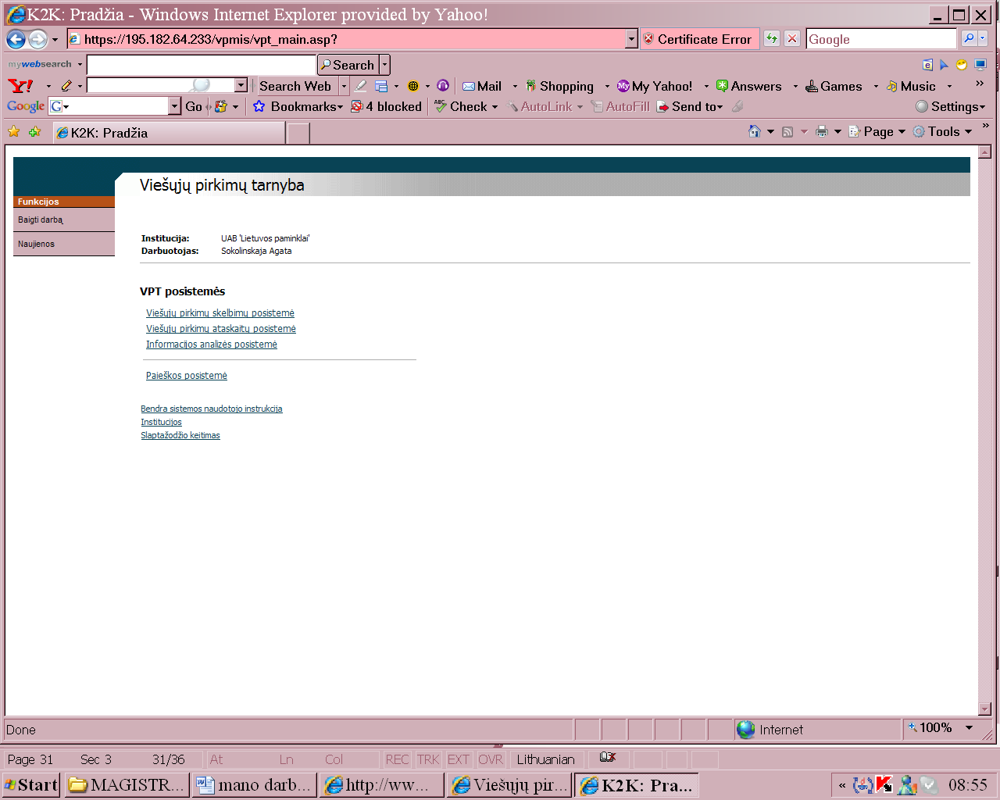 K2K: Pradžia - Windows Internet Explorer provided by Yahoo!
https://195.182.64.233/vpmis/vpt_main.asp? Certificate Error Google
mywebsearch Search
Y! Search Web Mail Shopping My Yahoo! Answers Games Music »
Google G Go Bookmarks 4 blocked Check AutoLink AutoFill Send to Settings
K2K: Pradžia Page Tools »
Viešųjų pirkimų tarnyba
Funkcijos
Baigti darbą
Naujienos
Institucija: UAB 'Lietuvos paminklai'
Darbuotojas: Sokolinskaja Agata
VPT posistemės
Viešųjų pirkimų skelbimų posistemė
Viešųjų pirkimų ataskaitų posistemė
Informacijos analizės posistemė
Paieškos posistemė
Bendra sistemos naudotojo instrukcija
Institucijos
Slaptažodžio keitimas
Done Internet 100%
Page 31 Sec 3 31/36 At Ln Col REC TRK EXT OVR Lithuanian
Start MAGISTR... mano darb... http://ww... Viešųjų pir... K2K: Pra... « 08:55